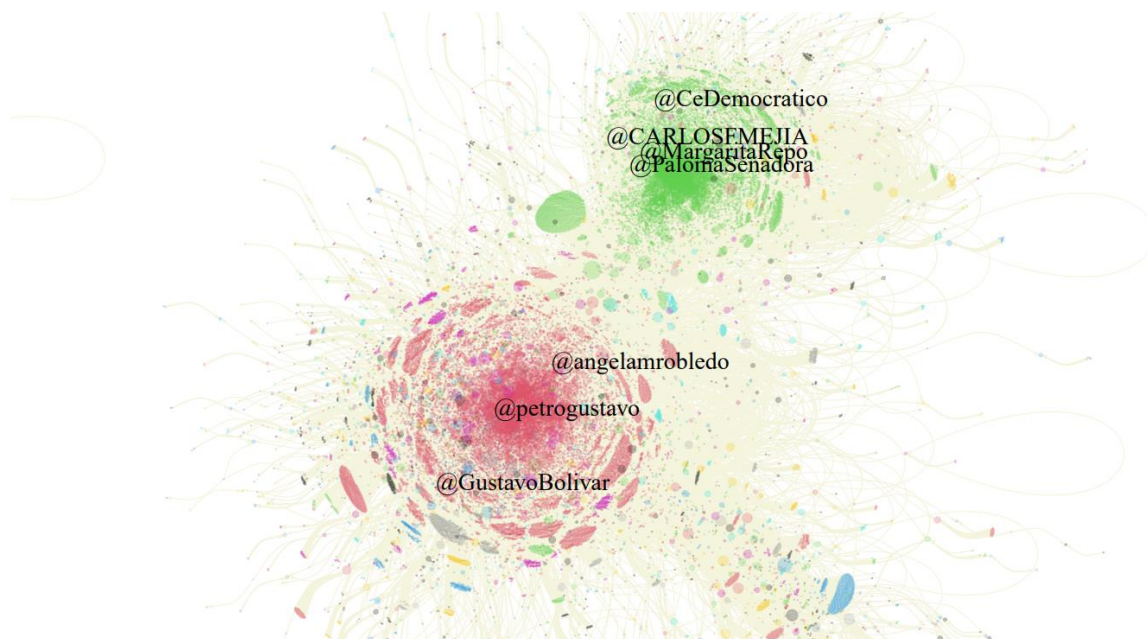 @CeDemocratico
@CARLOSFMEJIA
@MargaritaRepo
@PalomaSenadora
@angelamrobledo
@petrogustavo
@GustavoBolivar